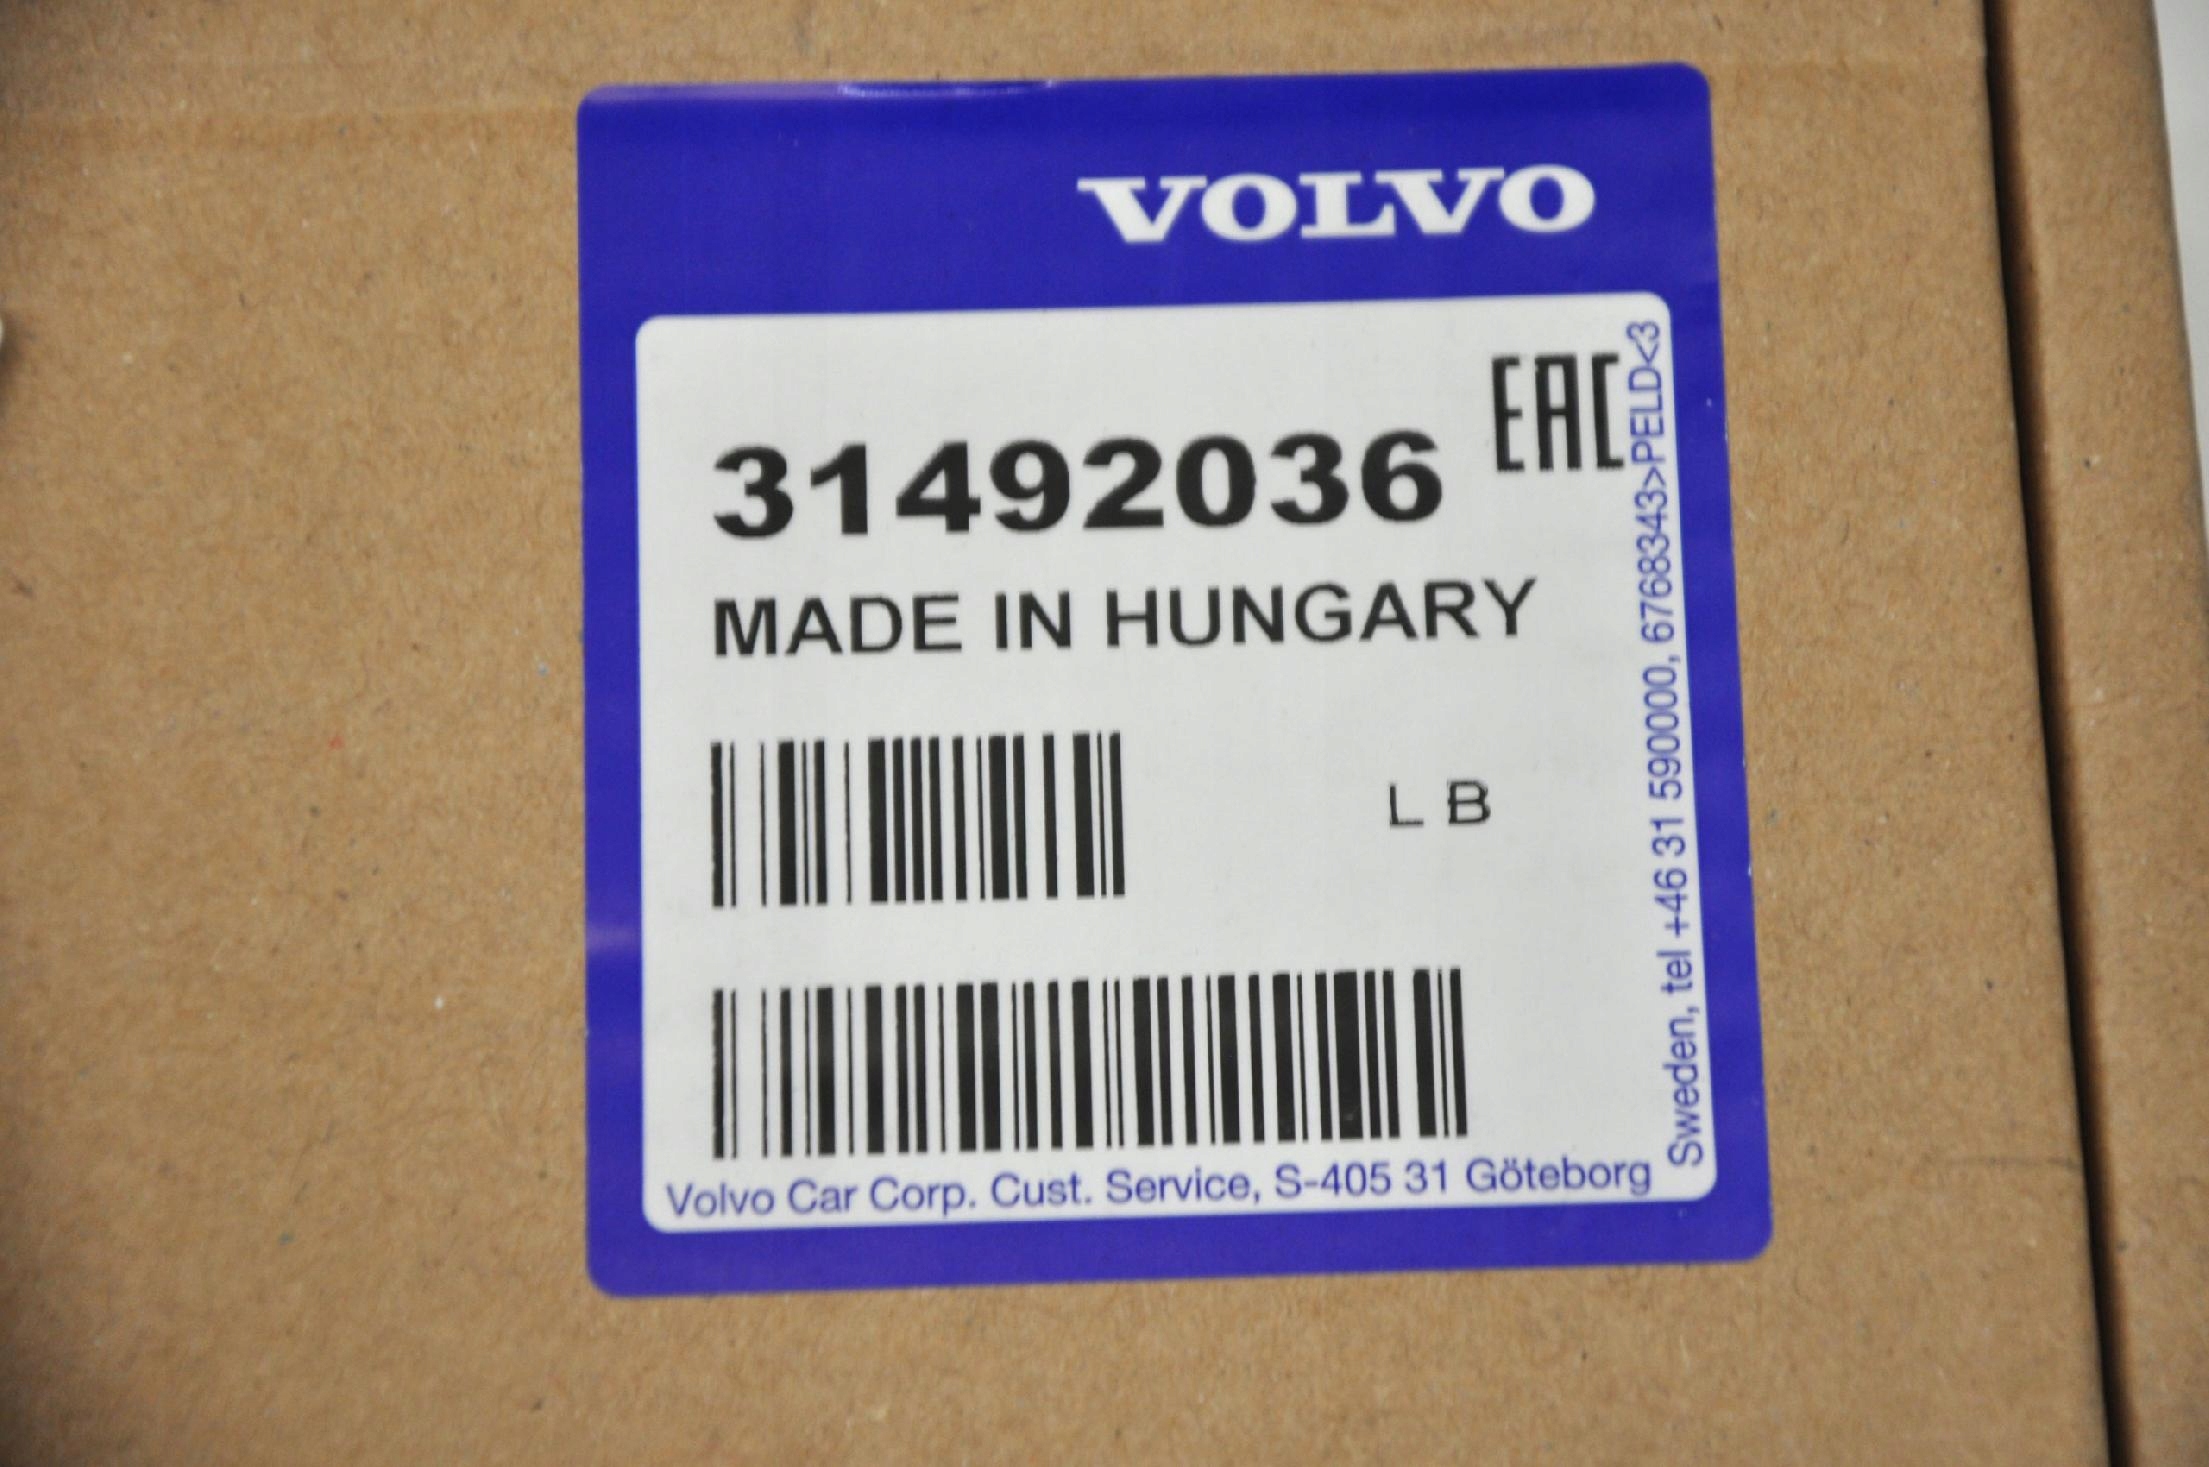 VOLVO
EAC
31492036
MADE IN HUNGARY
L B
Volvo Car Corp. Cust. Service, S-405 31 Göteborg
Sweden, tel +46 31 590000, 67683343>PELD<3